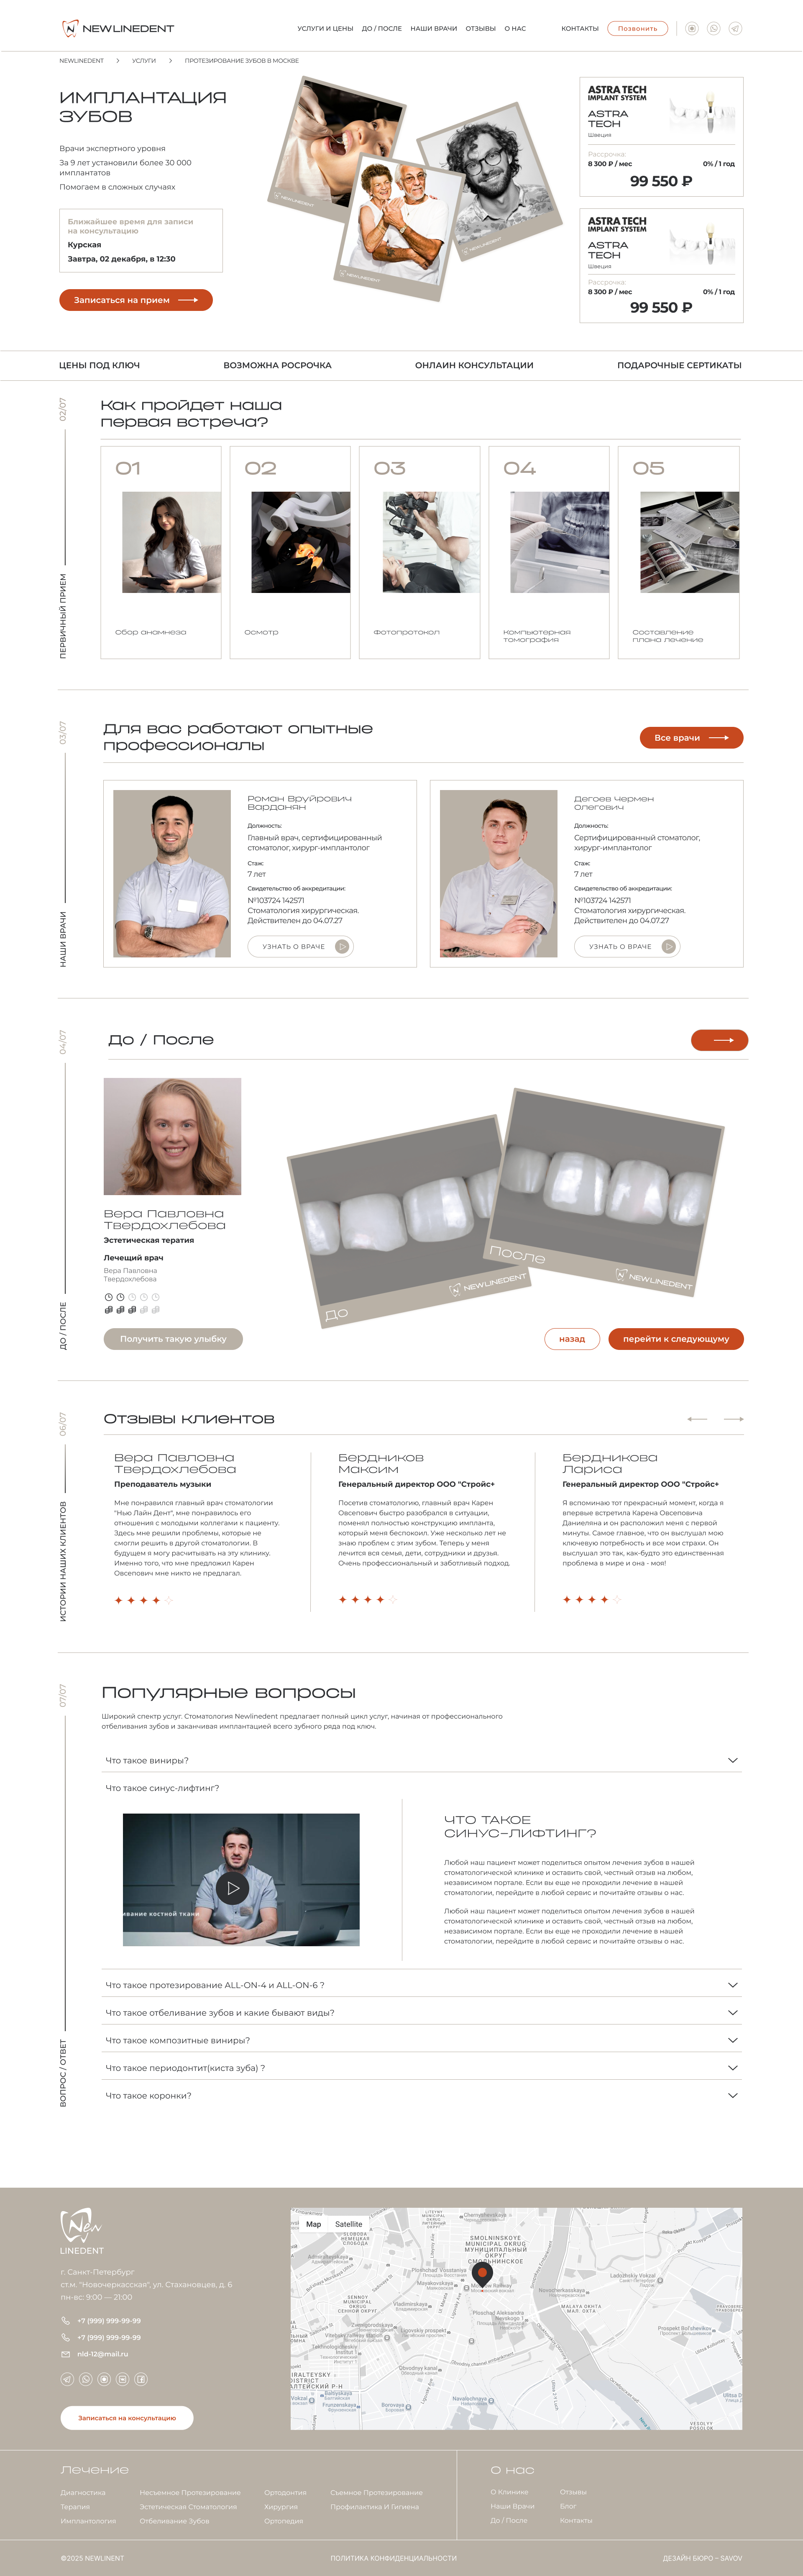 NEWLINEDENT
УСЛУГИ И ЦЕНЫ
ДО / ПОСЛЕ
НАШИ ВРАЧИ
ОТЗЫВЫ
О НАС
КОНТАКТЫ
Позвонить
NEWLINEDENT
УСЛУГИ
ПРОТЕЗИРОВАНИЕ ЗУБОВ В МОСКВЕ
ИМПЛАНТАЦИЯ
ЗУБОВ
Врачи экспертного уровня
За 9 лет установили более 30 000
имплантатов
Помогаем в сложных случаях
Ближайшее время для записи
на консультацию
Курская
Завтра, 02 декабря, в 12:30
Записаться на прием
NEWLINEDENT
NEWLINEDENT
NEWLINEDENT
ASTRA TECH
IMPLANT SYSTEM
ASTRA
TECH
Швеция
Рассрочка:
8 300 ₽ / мес
0% / 1 год
99 550 ₽
ASTRA TECH
IMPLANT SYSTEM
ASTRA
TECH
Швеция
Рассрочка:
8 300 ₽ / мес
0% / 1 год
99 550 ₽
ЦЕНЫ ПОД КЛЮЧ
ВОЗМОЖНА РОСРОЧКА
ОНЛАИН КОНСУЛЬТАЦИИ
ПОДАРОЧНЫЕ СЕРТИКАТЫ
02/07
ПЕРВИЧНЫЙ ПРИЕМ
Как пройдет наша
первая встреча?
01
Сбор анамнеза
02
Осмотр
03
Фотопротокол
04
Компьютерная
томография
05
Составление
плана лечение
03/07
НАШИ ВРАЧИ
Для вас работают опытные
профессионалы
Все врачи
Роман Вруйрович
Варданян
Должность:
Главный врач, сертифицированный
стоматолог, хирург-имплантолог
Стаж:
7 лет
Свидетельство об аккредитации:
№103724 142571
Стоматология хирургическая.
Действителен до 04.07.27
УЗНАТЬ О ВРАЧЕ
Дегоев Чермен
Олегович
Должность:
Сертифицированный стоматолог,
хирург-имплантолог
Стаж:
7 лет
Свидетельство об аккредитации:
№103724 142571
Стоматология хирургическая.
Действителен до 04.07.27
УЗНАТЬ О ВРАЧЕ
04/07
ДО / ПОСЛЕ
До / После
Вера Павловна
Твердохлебова
Эстетическая тератия
Лечещий врач
Вера Павловна
Твердохлебова
Получить такую улыбку
До
NEWLINEDENT
После
NEWLINEDENT
назад
перейти к следующуму
06/07
ИСТОРИИ НАШИХ КЛИЕНТОВ
Отзывы клиентов
Вера Павловна
Твердохлебова
Преподаватель музыки
Мне понравился главный врач стоматологии
"Нью Лайн Дент", мне понравилось его
отношения с молодыми коллегами к пациенту.
Здесь мне решили проблемы, которые не
смогли решить в другой стоматологии. В
будущем я могу расчитывать на эту клинику.
Именно того, что мне предложил Карен
Овсепович мне никто не предлагал.
Бердников
Максим
Генеральный директор ООО "Стройс+
Посетив стоматологию, главный врач Карен
Овсепович быстро разобрался в ситуации,
поменял полностью конструкцию импланта,
который меня беспокоил. Уже несколько лет не
знаю проблем с этим зубом. Теперь у меня
лечится вся семья, дети, сотрудники и друзья.
Очень профессиональный и заботливый подход.
Бердникова
Лариса
Генеральный директор ООО "Стройс+
Я вспоминаю тот прекрасный момент, когда я
впервые встретила Карена Овсеповича
Даниеляна и он расположил меня с первой
минуты. Самое главное, что он выслушал мою
ключевую потребность и все мои страхи. Он
выслушал это так, как-будто это единственная
проблема в мире и она - моя!
07/07
ВОПРОС / ОТВЕТ
Популярные вопросы
Широкий спектр услуг. Стоматология Newlinedent предлагает полный цикл услуг, начиная от профессионального
отбеливания зубов и заканчивая имплантацией всего зубного ряда под ключ.
Что такое виниры?
Что такое синус-лифтинг?
ивание костной ткани
ЧТО ТАКОЕ
СИНУС-ЛИФТИНГ?
Любой наш пациент может поделиться опытом лечения зубов в нашей
стоматологической клинике и оставить свой, честный отзыв на любом,
независимом портале. Если вы еще не проходили лечение в нашей
стоматологии, перейдите в любой сервис и почитайте отзывы о нас.
Любой наш пациент может поделиться опытом лечения зубов в нашей
стоматологической клинике и оставить свой, честный отзыв на любом,
независимом портале. Если вы еще не проходили лечение в нашей
стоматологии, перейдите в любой сервис и почитайте отзывы о нас.
Что такое протезирование ALL-ON-4 и ALL-ON-6 ?
Что такое отбеливание зубов и какие бывают виды?
Что такое композитные виниры?
Что такое периодонтит(киста зуба) ?
Что такое коронки?
New
LINEDENT
г. Санкт-Петербург
ст.м. "Новочеркасская", ул. Стахановцев, д. 6
пн-вс: 9:00 — 21:00
+7 (999) 999-99-99
+7 (999) 999-99-99
nld-12@mail.ru
Записаться на консультацию
Map
Satellite
SMOLNINSKOYE
MUNICIPAL OKRUG
МУНИЦИПАЛЬНЫЙ
ОКРУГ
MALAYA OKHTA
МАЛ. ОХТА
Лечение
Диагностика
Терапия
Имплантология
Несъемное Протезирование
Эстетическая Стоматология
Отбеливание Зубов
Ортодонтия
Хирургия
Ортопедия
Съемное Протезирование
Профилактика И Гигиена
О нас
О Клинике
Наши Врачи
До / После
Отзывы
Блог
Контакты
©2025 NEWLINENT
ПОЛИТИКА КОНФИДЕНЦИАЛЬНОСТИ
ДЕЗАЙН БЮРО – SAVOV